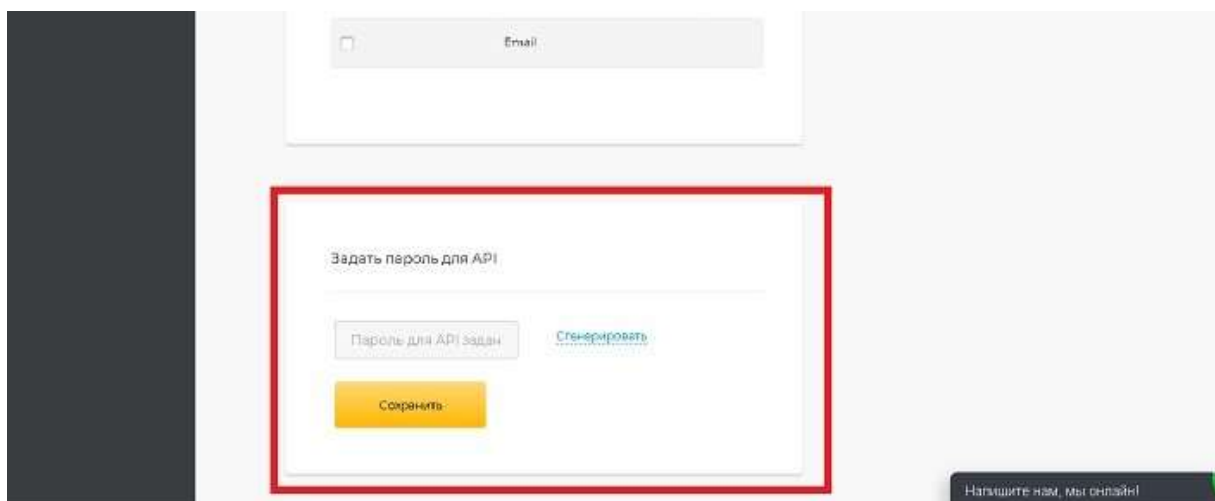 Email
Задать пароль для API
Пароль для API задан
Сгенерировать
Сохранить
Напишите нам, мы онлайн!